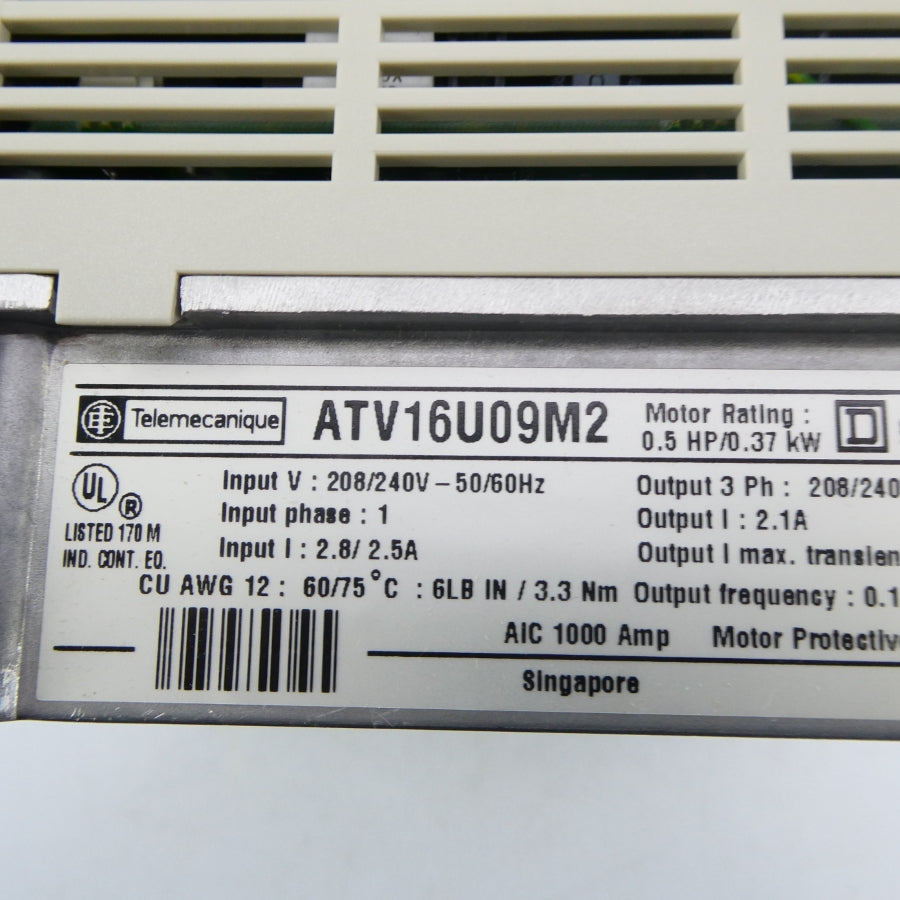 Telemecanique ATV16U09M2 Motor Rating :
0.5 HP/0.37 kW
UL
R
LISTED 170 M
IND. CONT. EQ.
Input V : 208/240V – 50/60Hz
Input phase : 1
Input I : 2.8/ 2.5A
Output 3 Ph : 208/240
Output I : 2.1A
Output I max. transien
CU AWG 12 : 60/75°C : 6LB IN / 3.3 Nm Output frequency : 0.1
AIC 1000 Amp Motor Protectiv
Singapore